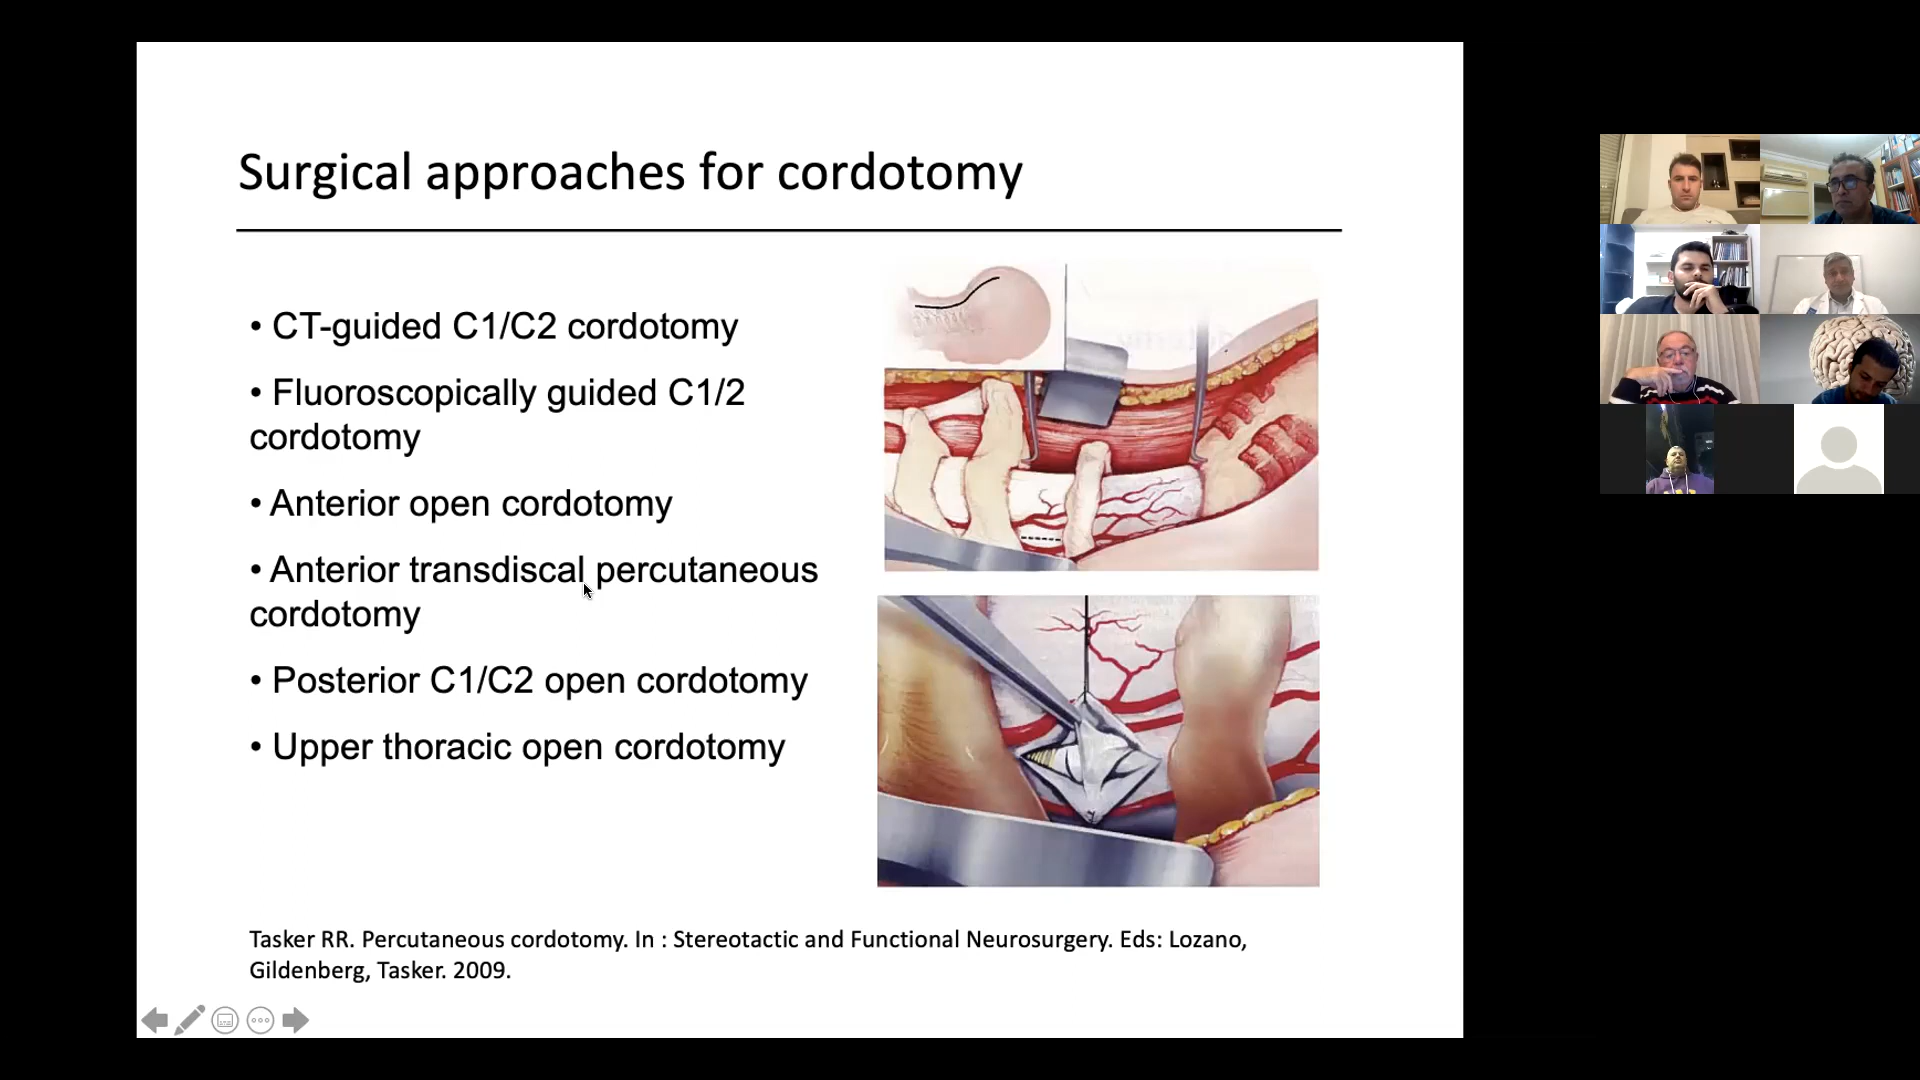 Surgical approaches for cordotomy
• CT-guided C1/C2 cordotomy
• Fluoroscopically guided C1/2
cordotomy
• Anterior open cordotomy
• Anterior transdiscal percutaneous
cordotomy
• Posterior C1/C2 open cordotomy
• Upper thoracic open cordotomy
Tasker RR. Percutaneous cordotomy. In : Stereotactic and Functional Neurosurgery. Eds: Lozano,
Gildenberg, Tasker. 2009.